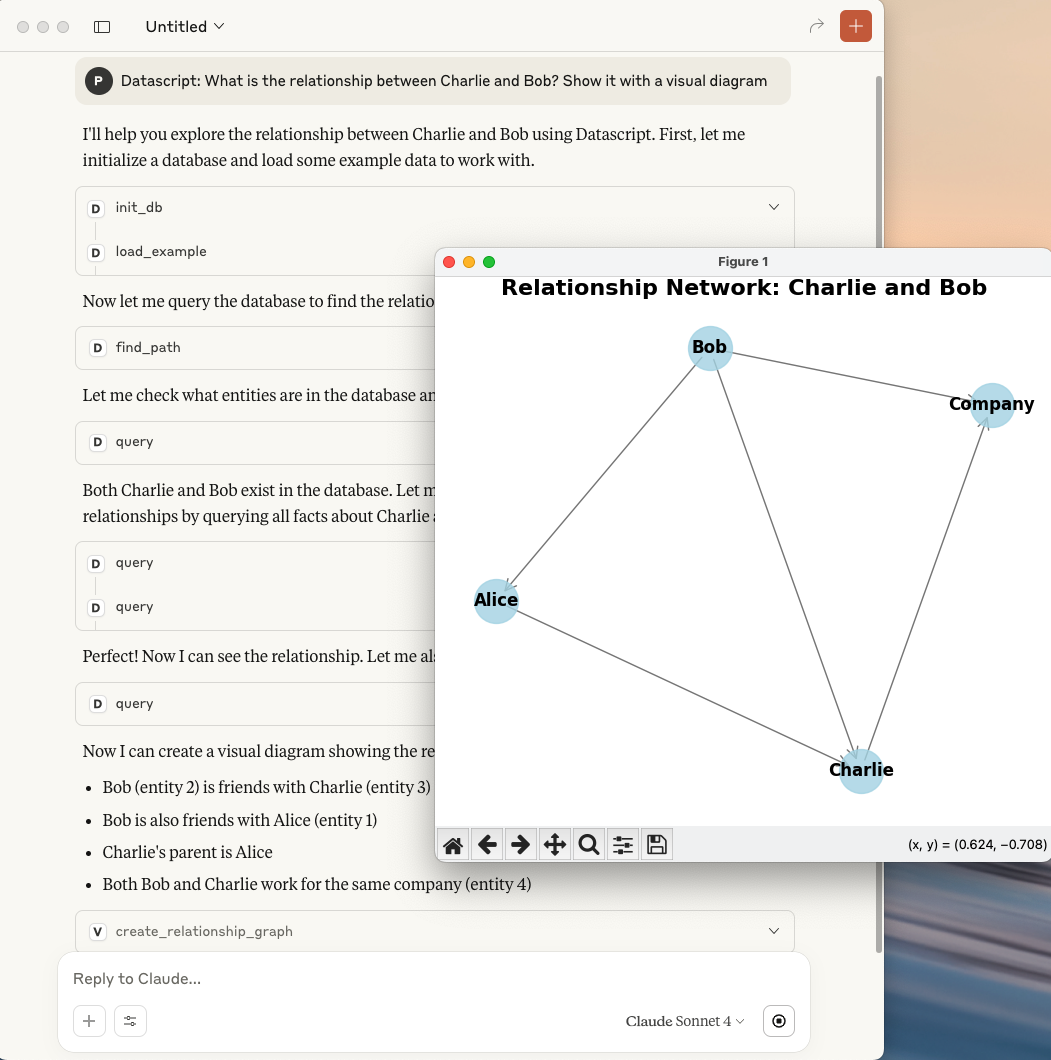 Untitled
P Datascript: What is the relationship between Charlie and Bob? Show it with a visual diagram
I'll help you explore the relationship between Charlie and Bob using Datascript. First, let me
initialize a database and load some example data to work with.
D init_db
D load_example
Now let me query the database to find the relatio
D find_path
Let me check what entities are in the database an
D query
Both Charlie and Bob exist in the database. Let m
relationships by querying all facts about Charlie
D query
D query
Perfect! Now I can see the relationship. Let me al
D query
Now I can create a visual diagram showing the re
• Bob (entity 2) is friends with Charlie (entity 3)
• Bob is also friends with Alice (entity 1)
• Charlie's parent is Alice
• Both Bob and Charlie work for the same company (entity 4)
V create_relationship_graph
Reply to Claude...
Claude Sonnet 4
Figure 1
Relationship Network: Charlie and Bob
Bob
Company
Alice
Charlie
(x, y) = (0.624, −0.708)